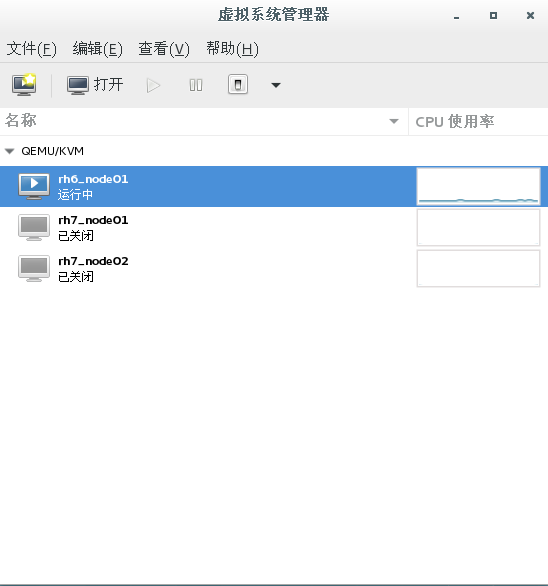 虚拟系统管理器
文件(F) 编辑(E) 查看(V) 帮助(H)
打开
名称 CPU 使用率
QEMU/KVM
rh6_node01
运行中
rh7_node01
已关闭
rh7_node02
已关闭